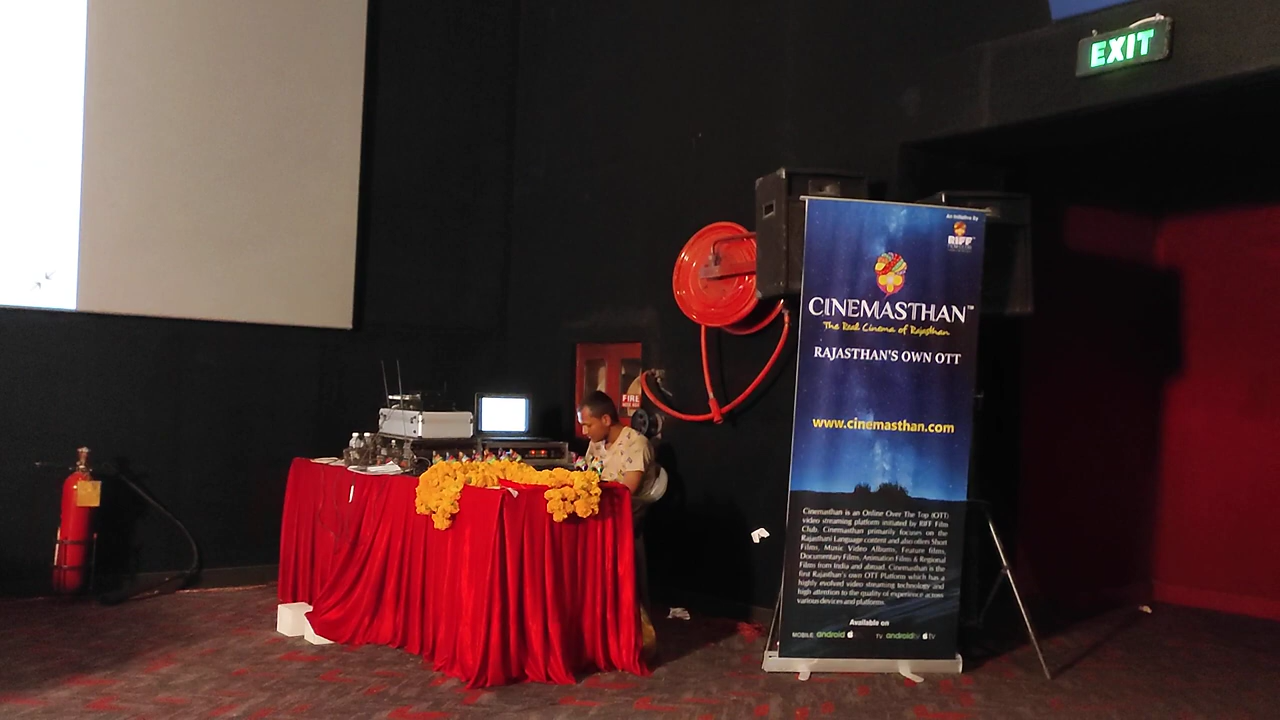 EXIT
FIRE
An Initiative By
RIFF
CINEMASTHAN™
The Real Cinema of Rajasthan
RAJASTHAN'S OWN OTT
www.cinemasthan.com
Cinemasthan is an Online Over The Top (OTT)
video streaming platform initiated by RIFF Film
Club. Cinemasthan primarily focuses on the
Rajasthani Language content and also offers Short
Films, Music Video Albums, Feature films,
Documentary Films, Animation Films & Regional
Films from India and abroad. Cinemasthan is the
first Rajasthan's own OTT Platform which has a
highly evolved video streaming technology and
high attention to the quality of experience across
various devices and platforms.
Available on
MOBILE: android TV androidtv tv